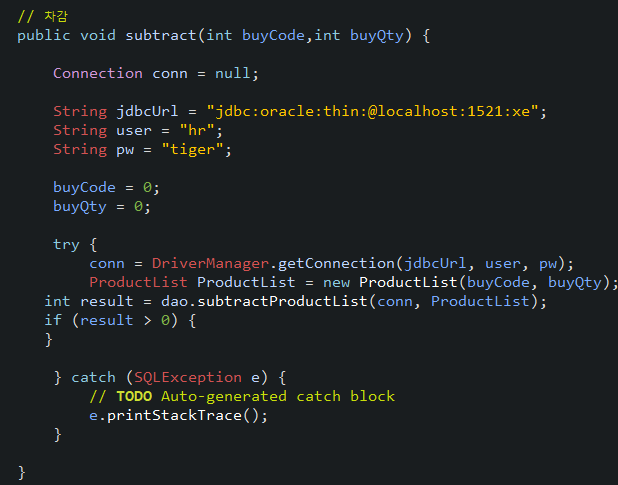 // 차감
public void subtract(int buyCode,int buyQty) {
Connection conn = null;
String jdbcUrl = "jdbc:oracle:thin:@localhost:1521:xe";
String user = "hr";
String pw = "tiger";
buyCode = 0;
buyQty = 0;
try {
conn = DriverManager.getConnection(jdbcUrl, user, pw);
ProductList ProductList = new ProductList(buyCode, buyQty);
int result = dao.subtractProductList(conn, ProductList);
if (result > 0) {
}
} catch (SQLException e) {
// TODO Auto-generated catch block
e.printStackTrace();
}
}